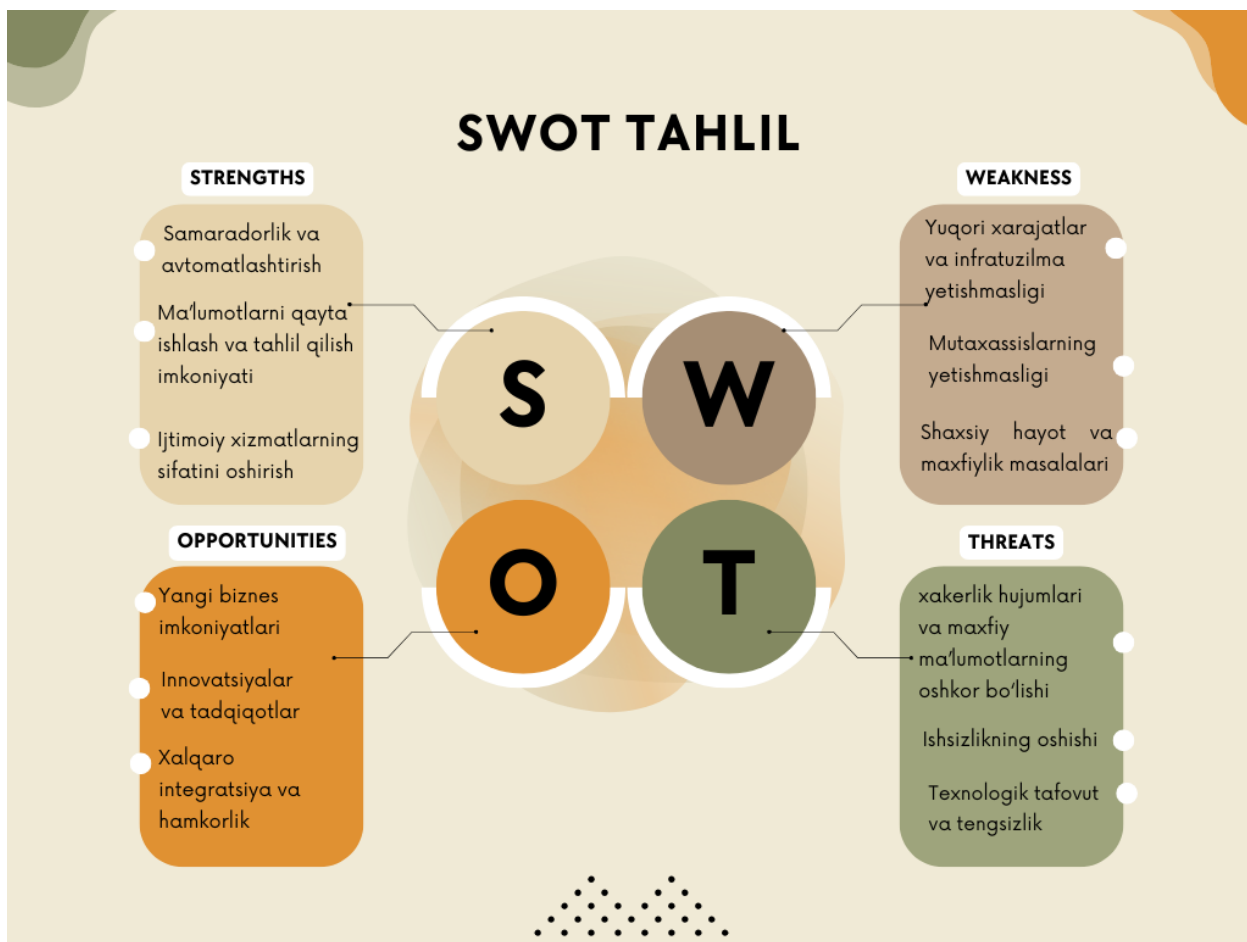 SWOT TAHLIL
STRENGTHS
Samaradorlik va
avtomatlashtirish
Ma'lumotlarni qayta
ishlash va tahlil qilish
imkoniyati
Ijtimoiy xizmatlarning
sifatini oshirish
WEAKNESS
Yuqori xarajatlar
va infratuzilma
yetishmasligi
Mutaxassislarning
yetishmasligi
Shaxsiy hayot va
maxfiylik masalalari
S
W
O
T
OPPORTUNITIES
Yangi biznes
imkoniyatlari
Innovatsiyalar
va tadqiqotlar
Xalqaro
integratsiya va
hamkorlik
THREATS
xakerlik hujumlari
va maxfiy
ma'lumotlarning
oshkor bo'lishi
Ishsizlikning oshishi
Texnologik tafovut
va tengsizlik